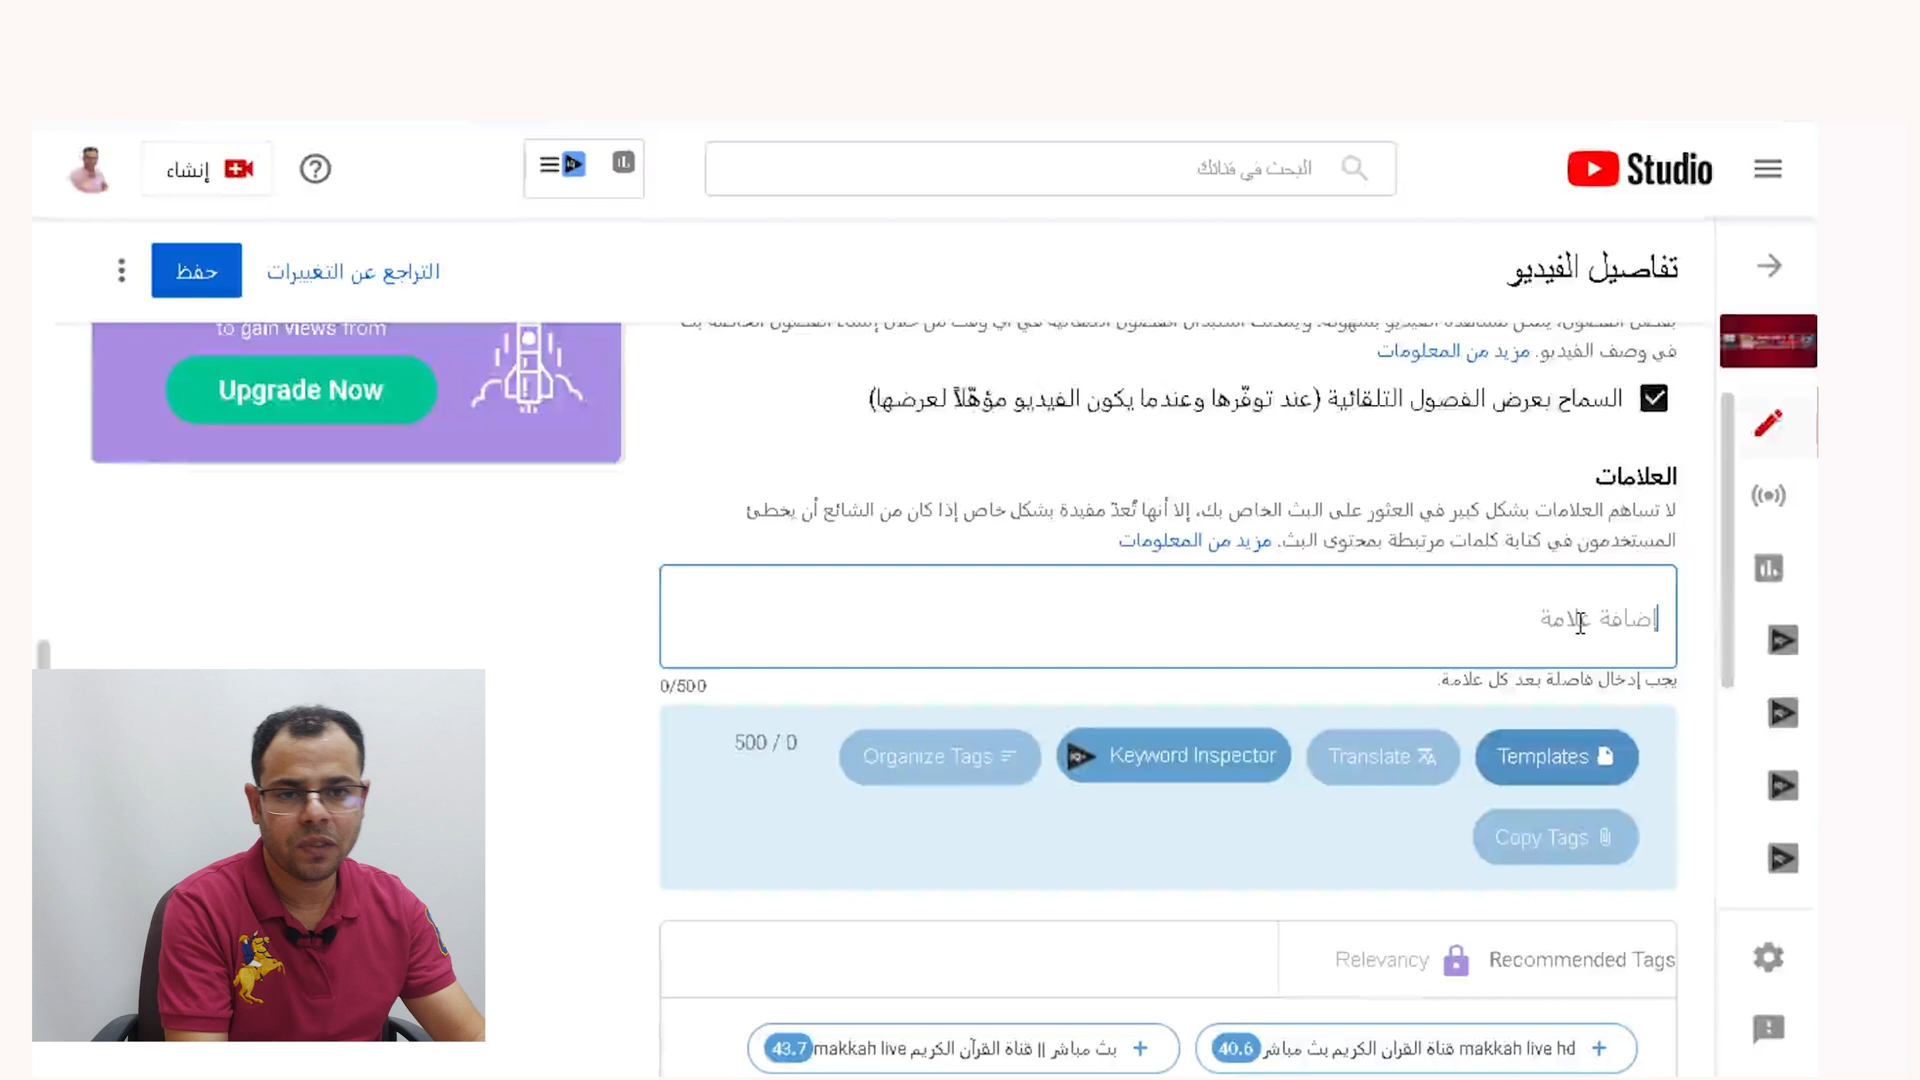 Studio
البحث في قناتك
إنشاء
تفاصيل الفيديو
التراجع عن التغييرات
حفظ
to gain views from
Upgrade Now
في وصف الفيديو. مزيد من المعلومات
السماح بعرض الفصول التلقائية (عند توفّرها وعندما يكون الفيديو مؤهّلاً لعرضها)
العلامات
لا تساهم العلامات بشكل كبير في العثور على البث الخاص بك، إلا أنها تُعدّ مفيدة بشكل خاص إذا كان من الشائع أن يخطئ
المستخدمون في كتابة كلمات مرتبطة بمحتوى البث. مزيد من المعلومات
إضافة علامة
يجب إدخال فاصلة بعد كل علامة.
0/500
Templates
Translate
Keyword Inspector
Organize Tags
500 / 0
Copy Tags
Recommended Tags
Relevancy
makkah live hd قناة القران الكريم بث مباشر 40.6
بث مباشر || قناة القرآن الكريم makkah live 43.7